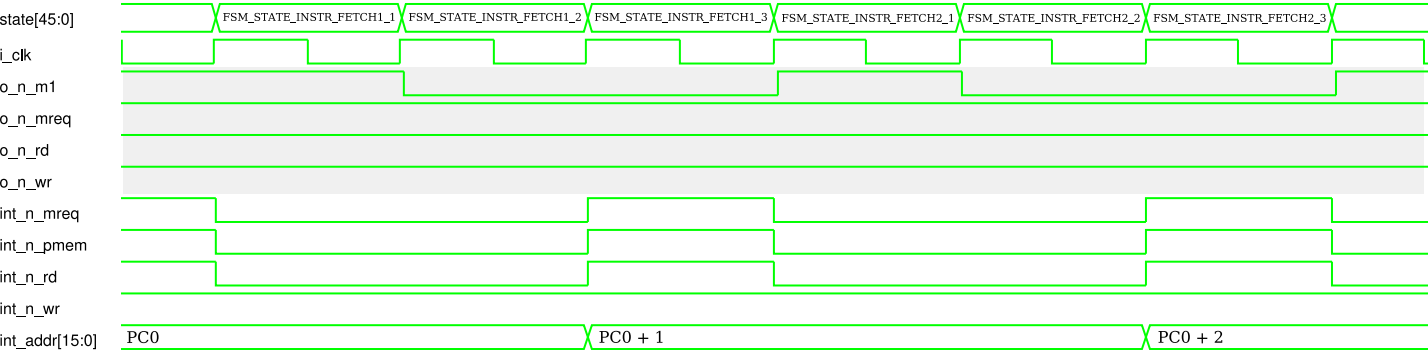 state[45:0] FSM_STATE_INSTR_FETCH1_1 FSM_STATE_INSTR_FETCH1_2 FSM_STATE_INSTR_FETCH1_3 FSM_STATE_INSTR_FETCH2_1 FSM_STATE_INSTR_FETCH2_2 FSM_STATE_INSTR_FETCH2_3
i_clk
o_n_m1
o_n_mreq
o_n_rd
o_n_wr
int_n_mreq
int_n_pmem
int_n_rd
int_n_wr
int_addr[15:0] PC0 PC0 + 1 PC0 + 2